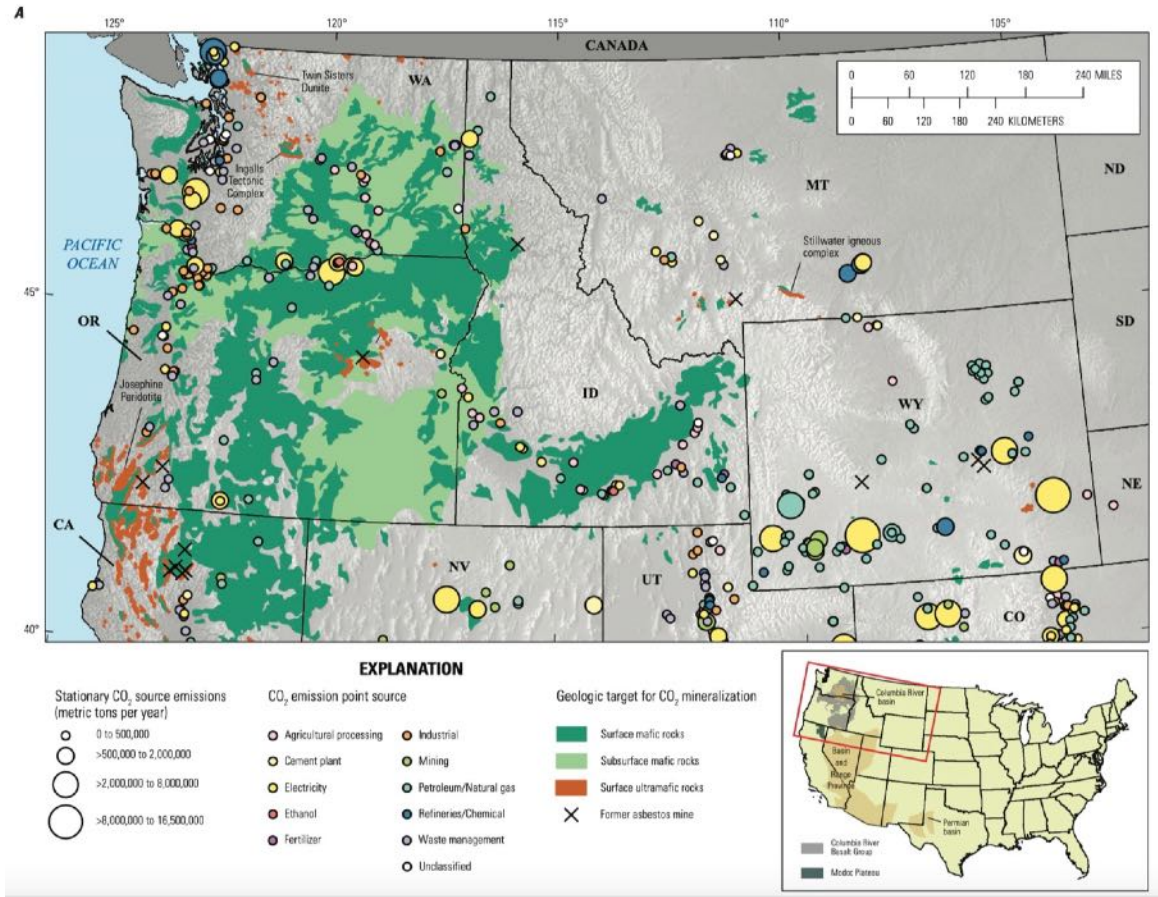 A
125°
120°
115°
110°
105°
CANADA
WA
Twin Sisters
Dunite
0 60 120 180 240 MILES
0 60 120 180 240 KILOMETERS
Ingalls
Tectonic
Complex
MT
ND
PACIFIC
OCEAN
Stillwater igneous
complex
45°
OR
SD
Josephine
Peridotite
ID
WY
NE
CA
NV
UT
CO
40°
EXPLANATION
Stationary CO₂ source emissions
(metric tons per year)
0 to 500,000
>500,000 to 2,000,000
>2,000,000 to 8,000,000
>8,000,000 to 16,500,000
CO₂ emission point source
Agricultural processing
Cement plant
Electricity
Ethanol
Fertilizer
Industrial
Mining
Petroleum/Natural gas
Refineries/Chemical
Waste management
Unclassified
Geologic target for CO₂ mineralization
Surface mafic rocks
Subsurface mafic rocks
Surface ultramafic rocks
Former asbestos mine
Columbia River
basin
Basin
and
Range
Province
Permian
basin
Columbia River
Basalt Group
Modoc Plateau